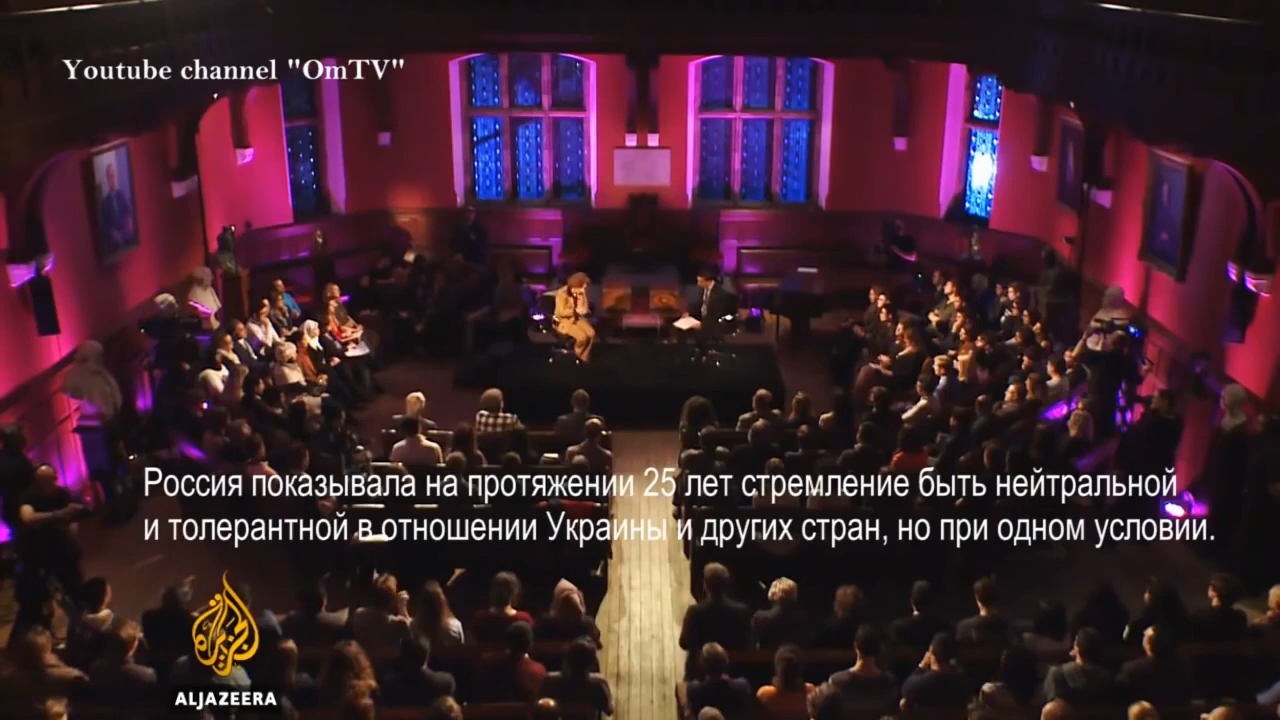 Youtube channel "OmTV"
Россия показывала на протяжении 25 лет стремление быть нейтральной
и толерантной в отношении Украины и других стран, но при одном условии.
الجزيرة
ALJAZEERA